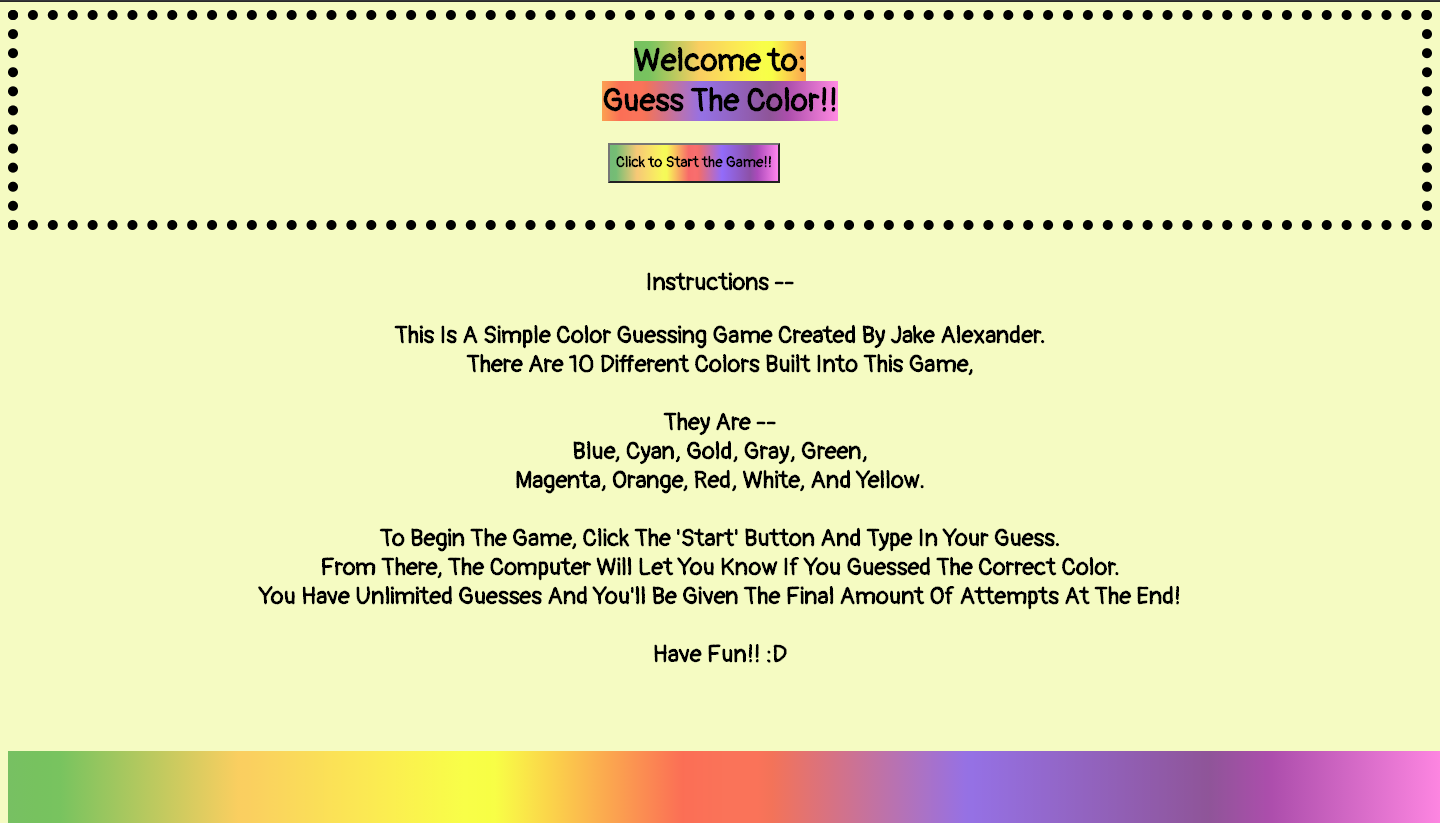 Welcome to:
Guess The Color!!
Click to Start the Game!!
Instructions --
This Is A Simple Color Guessing Game Created By Jake Alexander.
There Are 10 Different Colors Built Into This Game,
They Are --
Blue, Cyan, Gold, Gray, Green,
Magenta, Orange, Red, White, And Yellow.
To Begin The Game, Click The 'Start' Button And Type In Your Guess.
From There, The Computer Will Let You Know If You Guessed The Correct Color.
You Have Unlimited Guesses And You'll Be Given The Final Amount Of Attempts At The End!
Have Fun!! :D